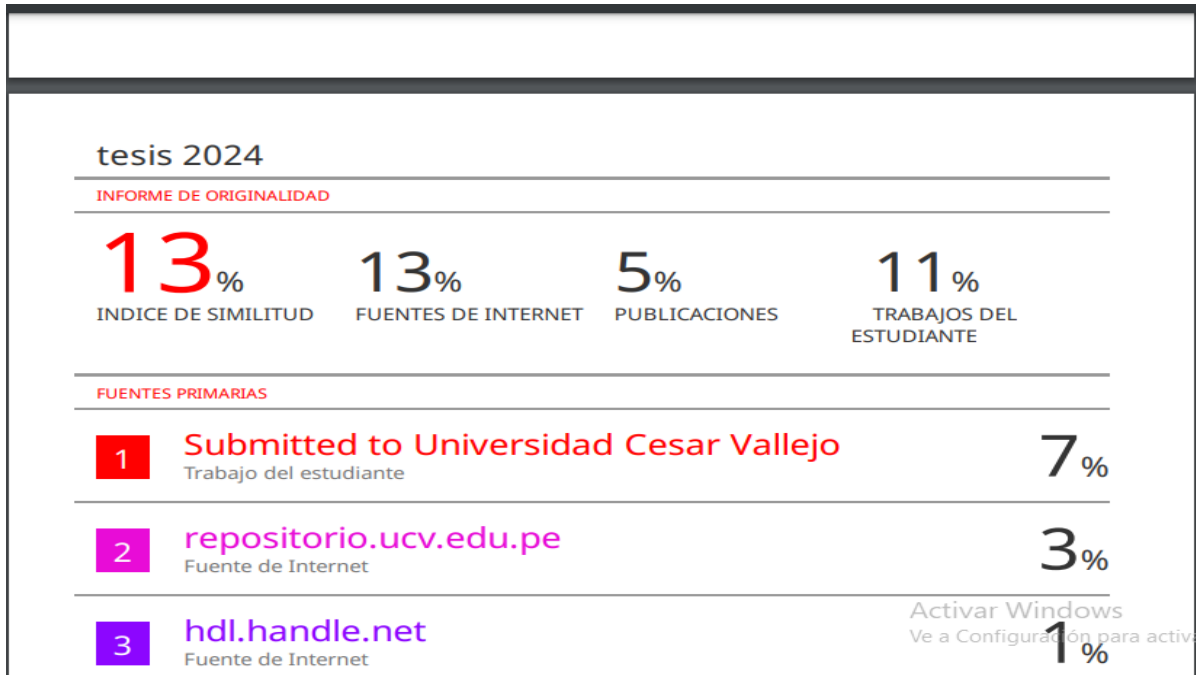 tesis 2024
INFORME DE ORIGINALIDAD
13% 13% 5% 11%
INDICE DE SIMILITUD FUENTES DE INTERNET PUBLICACIONES TRABAJOS DEL
ESTUDIANTE
FUENTES PRIMARIAS
1 Submitted to Universidad Cesar Vallejo 7%
Trabajo del estudiante
2 repositorio.ucv.edu.pe 3%
Fuente de Internet
Activar Windows
3 hdl.handle.net 1%
Ve a Configuración para activ
Fuente de Internet